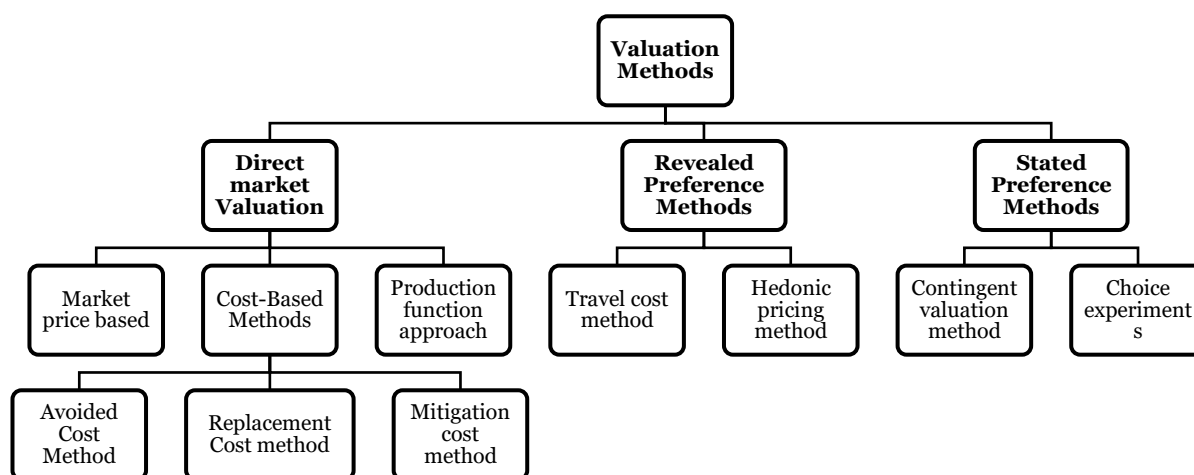 Valuation
Methods
Direct
market
Valuation
Revealed
Preference
Methods
Stated
Preference
Methods
Market
price based
Cost-Based
Methods
Production
function
approach
Travel cost
method
Hedonic
pricing
method
Contingent
valuation
method
Choice
experiment
s
Avoided
Cost
Method
Replacement
Cost method
Mitigation
cost
method